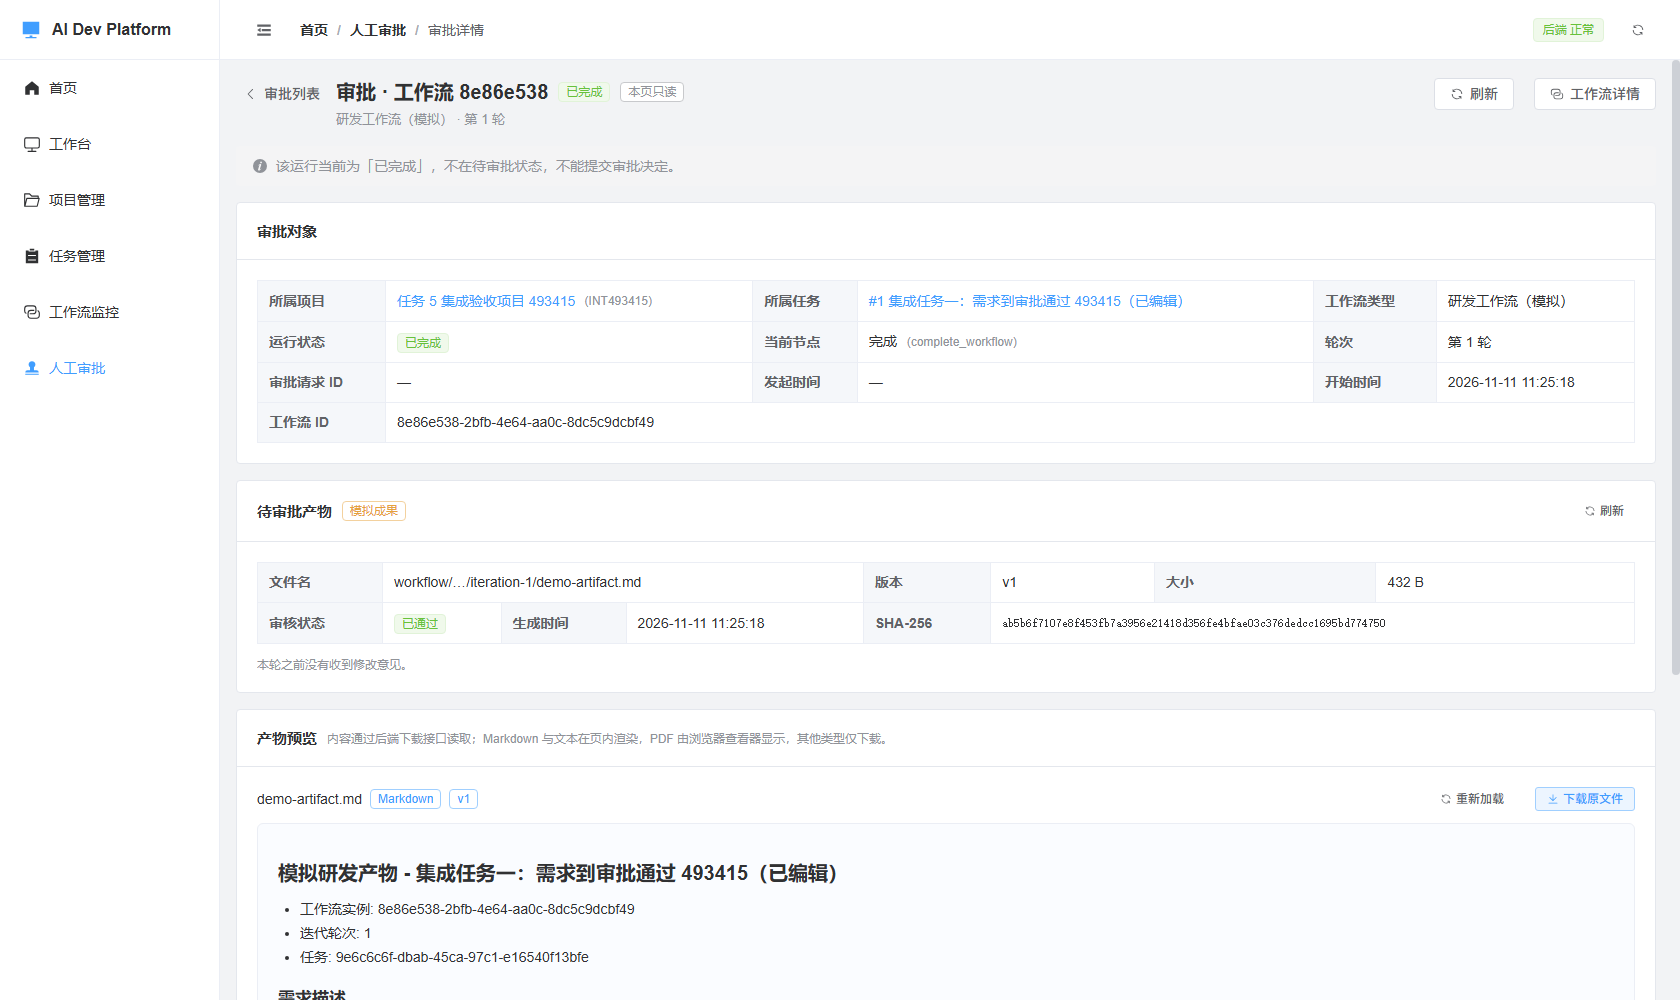 AI Dev Platform
首页 / 人工审批 / 审批详情
后端 正常
首页
工作台
项目管理
任务管理
工作流监控
人工审批
审批列表
审批 · 工作流 8e86e538 已完成 本页只读
研发工作流（模拟） · 第 1 轮
刷新
工作流详情
该运行当前为「已完成」，不在待审批状态，不能提交审批决定。
审批对象
所属项目 任务 5 集成验收项目 493415 (INT493415) 所属任务 #1 集成任务一：需求到审批通过 493415（已编辑） 工作流类型 研发工作流（模拟）
运行状态 已完成 当前节点 完成 (complete_workflow) 轮次 第 1 轮
审批请求 ID — 发起时间 — 开始时间 2026-11-11 11:25:18
工作流 ID 8e86e538-2bfb-4e64-aa0c-8dc5c9dcbf49
待审批产物 模拟成果 刷新
文件名 workflow/…/iteration-1/demo-artifact.md 版本 v1 大小 432 B
审核状态 已通过 生成时间 2026-11-11 11:25:18 SHA-256 ab5b6f7107e8f453fb7a3956e21418d356fe4bfae03c376dedcc1695bd774750
本轮之前没有收到修改意见。
产物预览 内容通过后端下载接口读取；Markdown 与文本在页内渲染，PDF 由浏览器查看器显示，其他类型仅下载。
demo-artifact.md Markdown v1 重新加载 下载原文件
模拟研发产物 - 集成任务一：需求到审批通过 493415（已编辑）
• 工作流实例: 8e86e538-2bfb-4e64-aa0c-8dc5c9dcbf49
• 迭代轮次: 1
• 任务: 9e6c6c6f-dbab-45ca-97c1-e16540f13bfe
需求描述